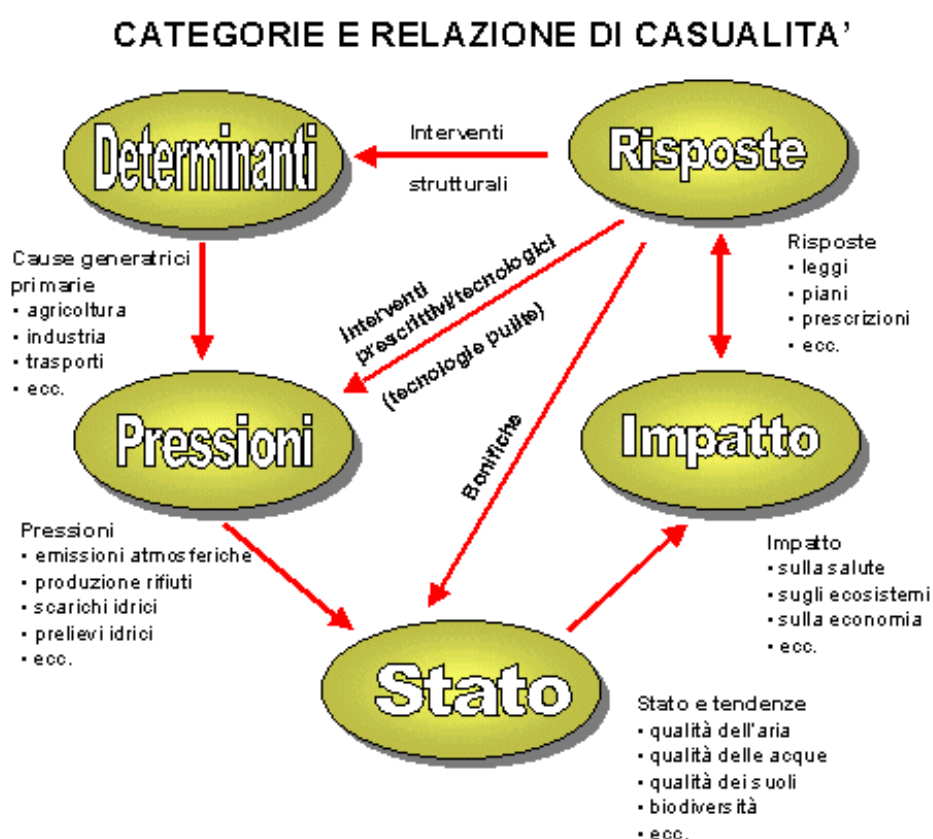 CATEGORIE E RELAZIONE DI CASUALITA'
Determinanti
Interventi
strutturali
Risposte
Cause generatrici
primarie
• agricoltura
• industria
• trasporti
• ecc.
Interventi
prescrittivi/tecnologici
(tecnologie pulite)
Bonifiche
Risposte
• leggi
• piani
• prescrizioni
• ecc.
Pressioni
Impatto
Pressioni
• emissioni atmosferiche
• produzione rifiuti
• scarichi idrici
• prelievi idrici
• ecc.
Impatto
• sulla salute
• sugli ecosistemi
• sulla economia
• ecc.
Stato
Stato e tendenze
• qualità dell'aria
• qualità delle acque
• qualità dei suoli
• biodiversità
• ecc.